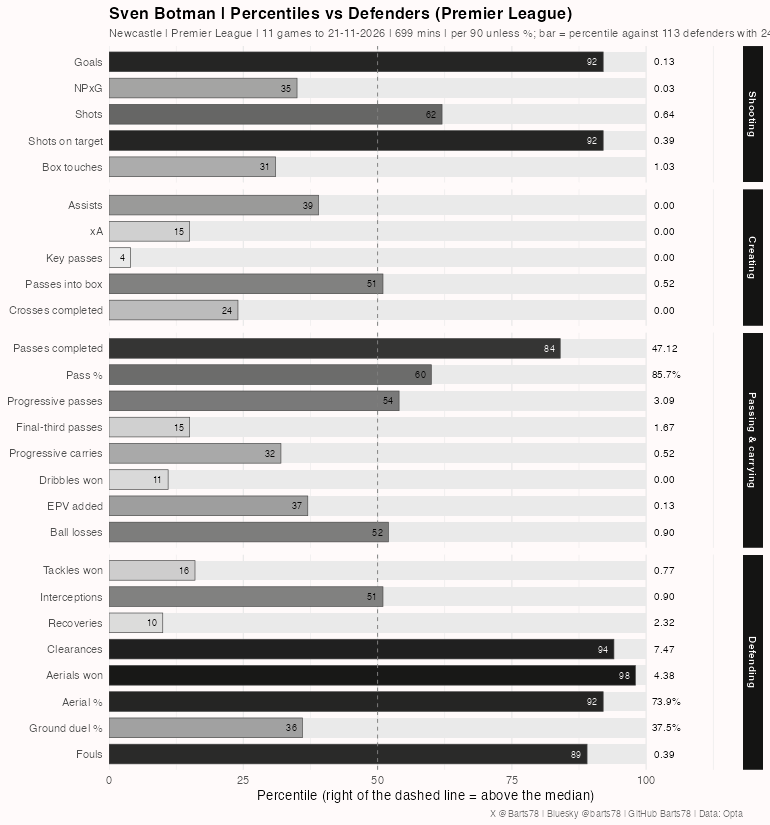 Sven Botman | Percentiles vs Defenders (Premier League)
Newcastle | Premier League | 11 games to 21-11-2026 | 699 mins | per 90 unless %; bar = percentile against 113 defenders with 24
Goals 92 0.13
NPxG 35 0.03
Shots 62 0.64
Shots on target 92 0.39
Box touches 31 1.03
Shooting
Assists 39 0.00
xA 15 0.00
Key passes 4 0.00
Passes into box 51 0.52
Crosses completed 24 0.00
Creating
Passes completed 84 47.12
Pass % 60 85.7%
Progressive passes 54 3.09
Final-third passes 15 1.67
Progressive carries 32 0.52
Dribbles won 11 0.00
EPV added 37 0.13
Ball losses 52 0.90
Passing & carrying
Tackles won 16 0.77
Interceptions 51 0.90
Recoveries 10 2.32
Clearances 94 7.47
Aerials won 98 4.38
Aerial % 92 73.9%
Ground duel % 36 37.5%
Fouls 89 0.39
Defending
0 25 50 75 100
Percentile (right of the dashed line = above the median)
X @Barts78 | Bluesky @barts78 | GitHub Barts78 | Data: Opta